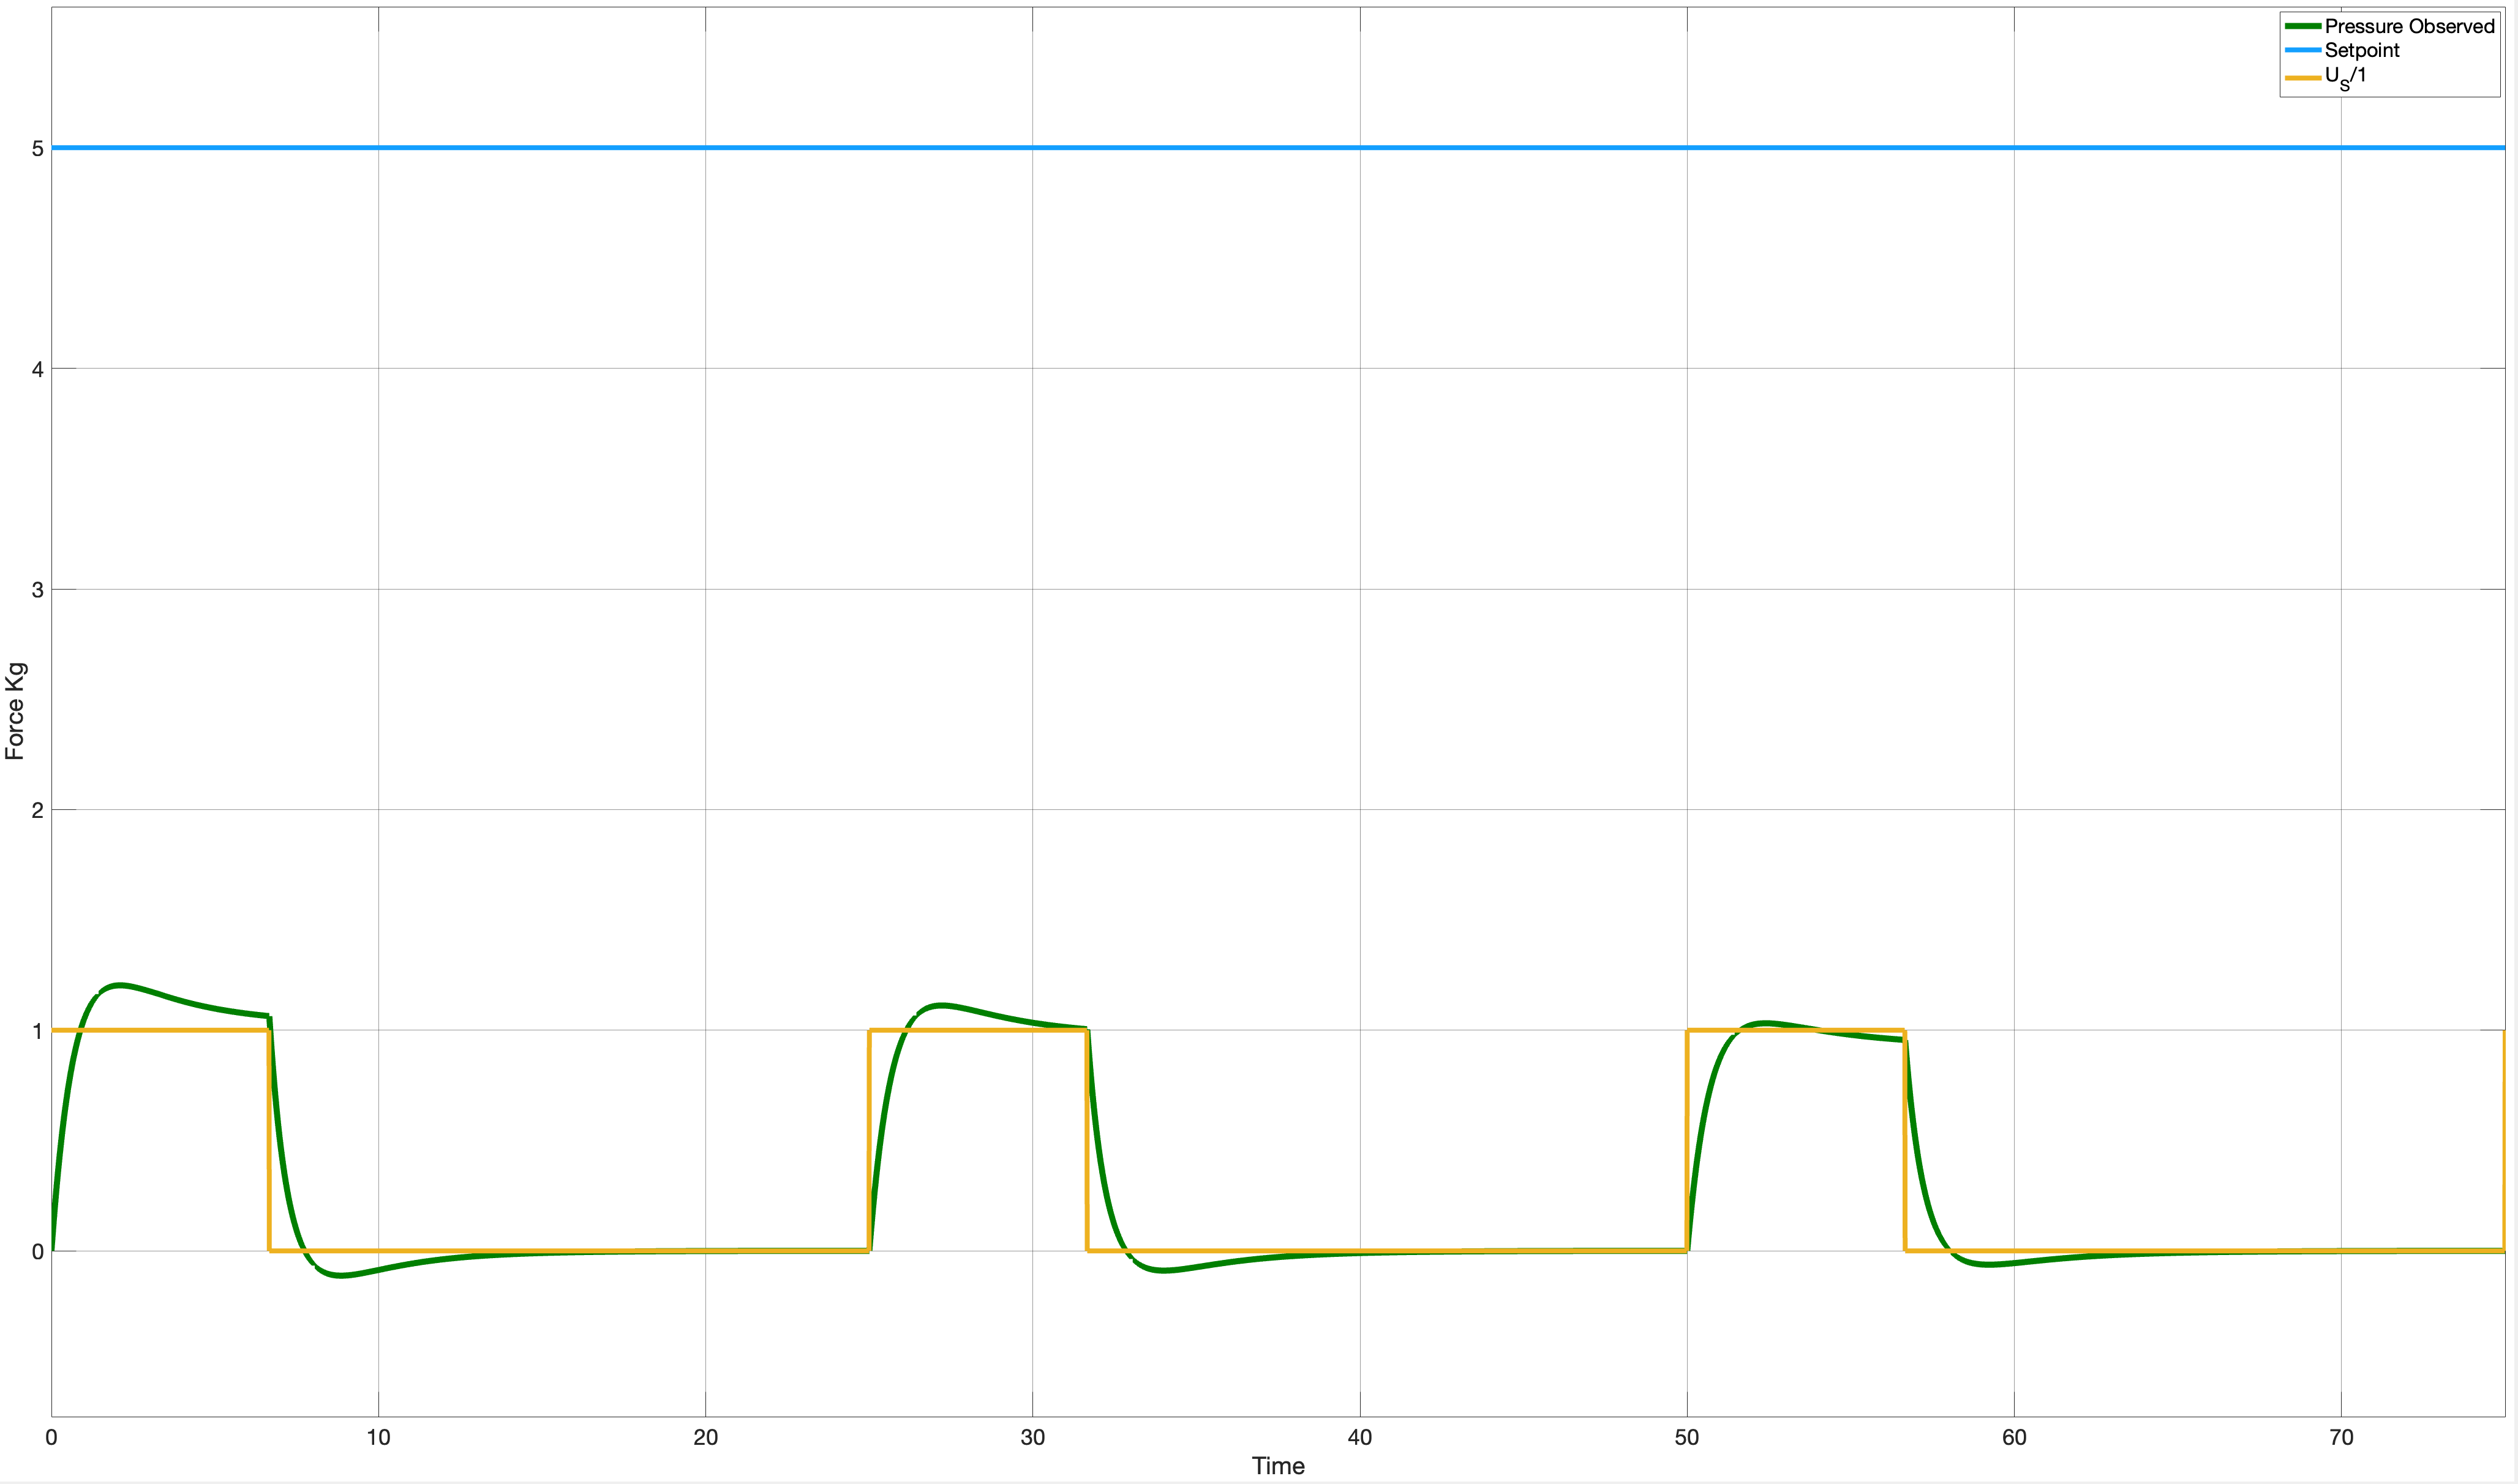 Pressure Observed
Setpoint
U_S/1
5
4
3
2
1
0
Force Kg
0 10 20 30 40 50 60 70
Time